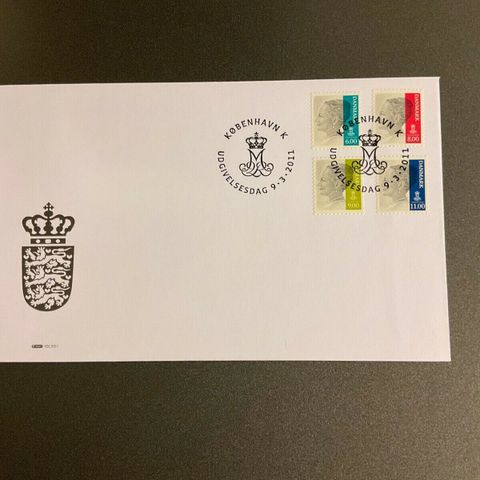 KØBENHAVN K
UDGIVELSESDAG 9·3·2011
KØBENHAVN K
UDGIVELSESDAG 9·3·2011
DANMARK
6.00
DANMARK
8.00
DANMARK
9.00
DANMARK
11.00